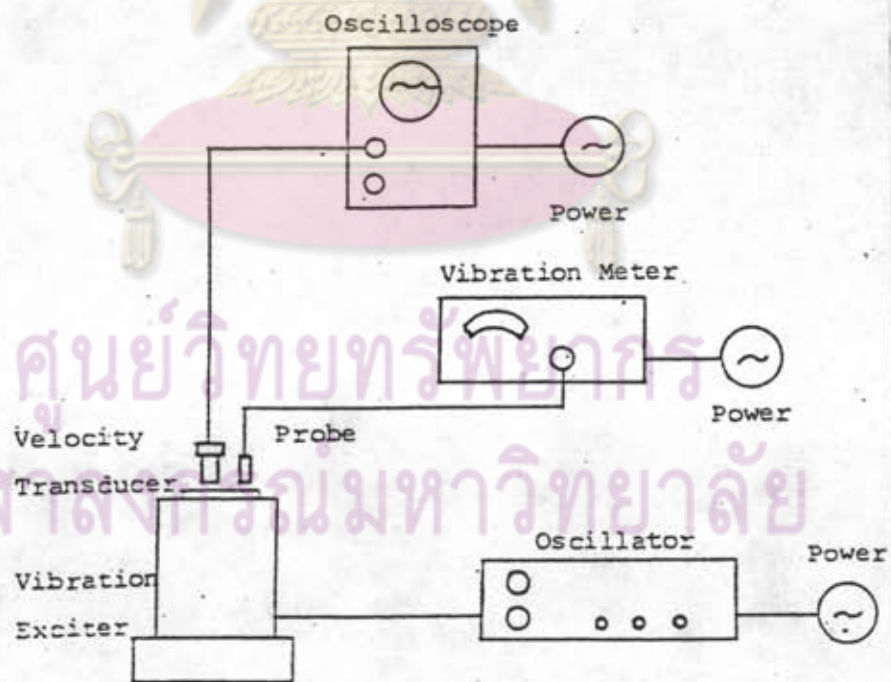 Oscilloscope
Power
Vibration Meter
Power
ศูนย์วิทยทรัพยากร
Velocity
Probe
Transducer
ฬาลงกรณ์มหาวิทยาลัย
Oscillator
Power
Vibration
Exciter